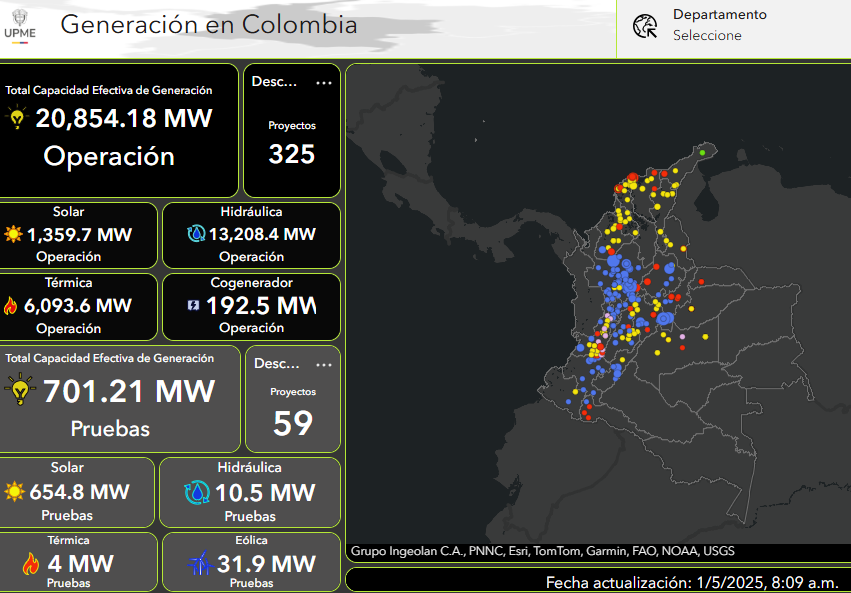 UPME
Generación en Colombia
Departamento
Seleccione
Total Capacidad Efectiva de Generación
20,854.18 MW
Operación
Desc... ...
Proyectos
325
Solar
1,359.7 MW
Operación
Hidráulica
13,208.4 MW
Operación
Térmica
6,093.6 MW
Operación
Cogenerador
192.5 MW
Operación
Total Capacidad Efectiva de Generación
701.21 MW
Pruebas
Desc... ...
Proyectos
59
Solar
654.8 MW
Pruebas
Hidráulica
10.5 MW
Pruebas
Térmica
4 MW
Pruebas
Eólica
31.9 MW
Pruebas
Grupo Ingeolan C.A., PNNC, Esri, TomTom, Garmin, FAO, NOAA, USGS
Fecha actualización: 1/5/2025, 8:09 a.m.